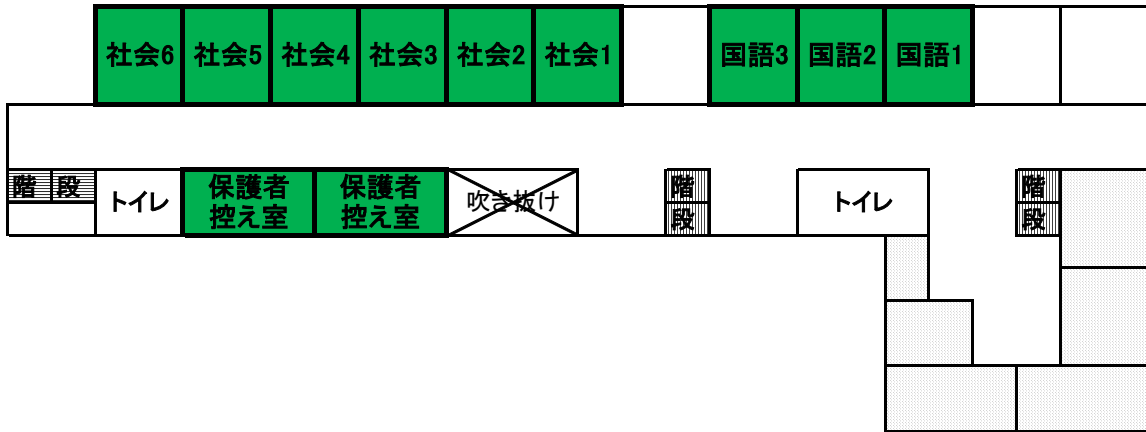 社会6 社会5 社会4 社会3 社会2 社会1 国語3 国語2 国語1
階段 トイレ 保護者 保護者 吹き抜け 階 トイレ 階
控え室 控え室 段 段